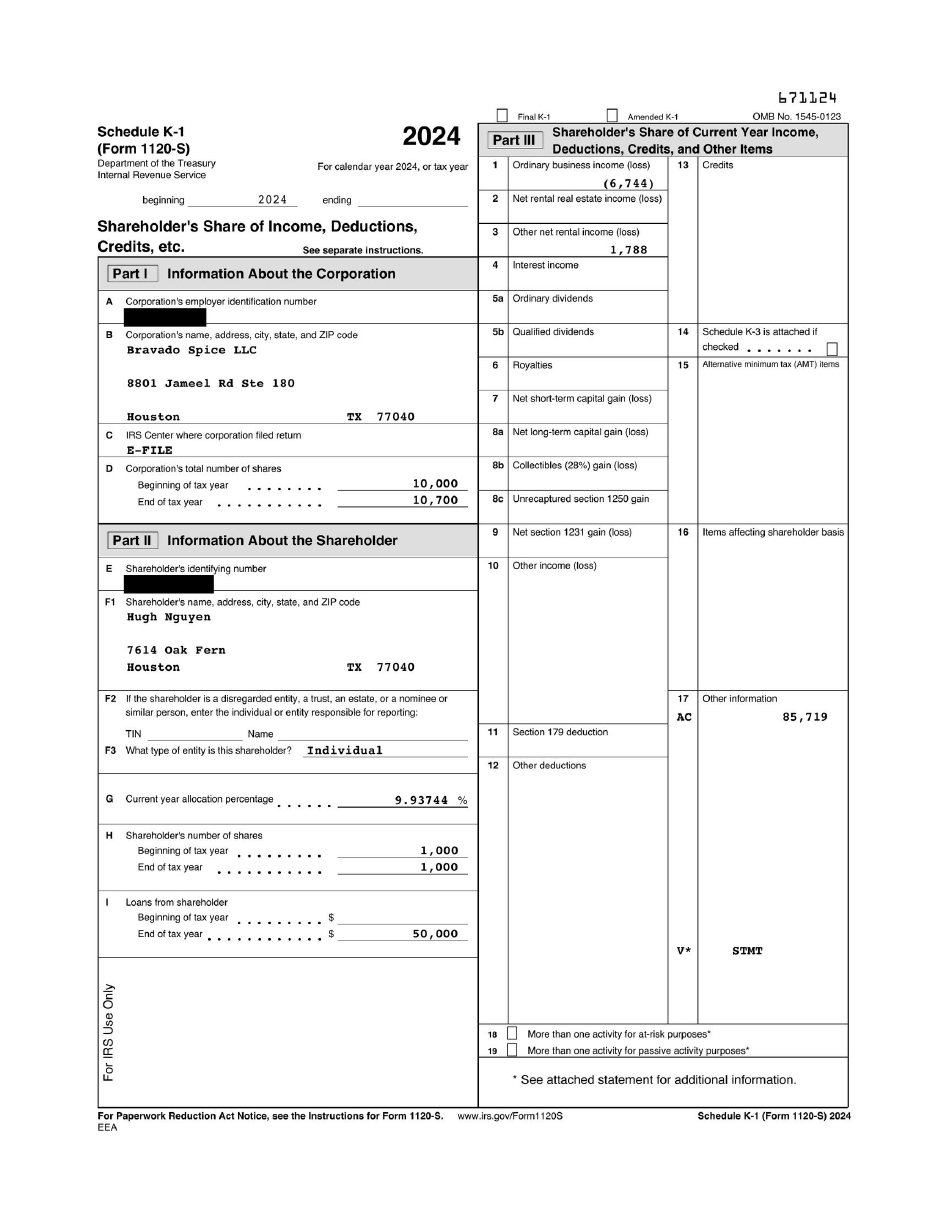 671124
Final K-1 Amended K-1 OMB No. 1545-0123
Schedule K-1
(Form 1120-S)
2024
Department of the Treasury
Internal Revenue Service
For calendar year 2024, or tax year
beginning 2024 ending
Shareholder's Share of Income, Deductions,
Credits, etc. See separate instructions.
Part I Information About the Corporation
A Corporation's employer identification number
B Corporation's name, address, city, state, and ZIP code
Bravado Spice LLC
8801 Jameel Rd Ste 180
Houston TX 77040
C IRS Center where corporation filed return
E-FILE
D Corporation's total number of shares
Beginning of tax year . . . . . . . . 10,000
End of tax year . . . . . . . . . . . 10,700
Part II Information About the Shareholder
E Shareholder's identifying number
F1 Shareholder's name, address, city, state, and ZIP code
Hugh Nguyen
7614 Oak Fern
Houston TX 77040
F2 If the shareholder is a disregarded entity, a trust, an estate, or a nominee or
similar person, enter the individual or entity responsible for reporting:
TIN Name
F3 What type of entity is this shareholder? Individual
G Current year allocation percentage . . . . . . 9.93744 %
H Shareholder's number of shares
Beginning of tax year . . . . . . . . . 1,000
End of tax year . . . . . . . . . . . 1,000
I Loans from shareholder
Beginning of tax year . . . . . . . . . $
End of tax year . . . . . . . . . . . . $ 50,000
For IRS Use Only
Part III Shareholder's Share of Current Year Income,
Deductions, Credits, and Other Items
1 Ordinary business income (loss)
(6,744)
2 Net rental real estate income (loss)
3 Other net rental income (loss)
1,788
4 Interest income
5a Ordinary dividends
5b Qualified dividends
6 Royalties
7 Net short-term capital gain (loss)
8a Net long-term capital gain (loss)
8b Collectibles (28%) gain (loss)
8c Unrecaptured section 1250 gain
9 Net section 1231 gain (loss)
10 Other income (loss)
11 Section 179 deduction
12 Other deductions
13 Credits
14 Schedule K-3 is attached if
checked . . . . . . .
15 Alternative minimum tax (AMT) items
16 Items affecting shareholder basis
17 Other information
AC 85,719
V* STMT
18 More than one activity for at-risk purposes*
19 More than one activity for passive activity purposes*
* See attached statement for additional information.
For Paperwork Reduction Act Notice, see the Instructions for Form 1120-S. www.irs.gov/Form1120S Schedule K-1 (Form 1120-S) 2024
EEA